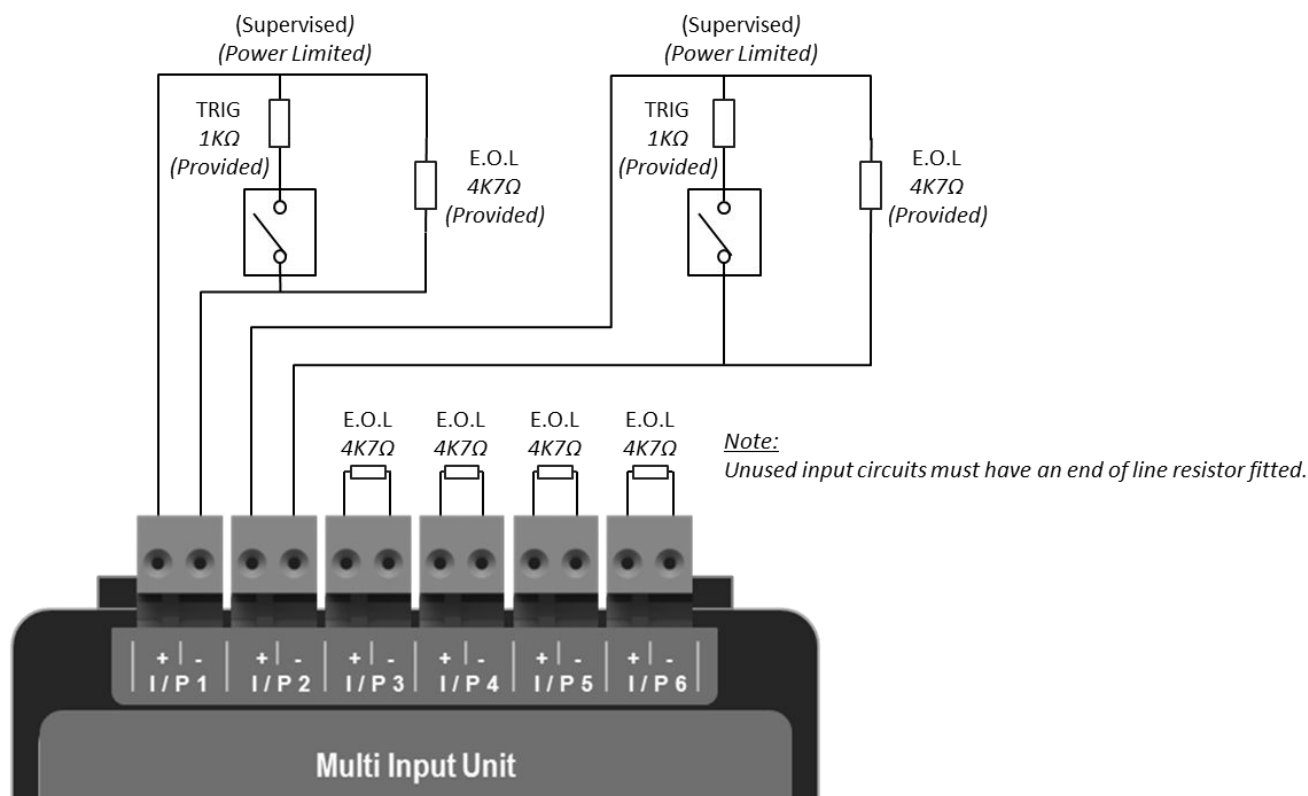 (Supervised)
(Power Limited)
TRIG
1KΩ
(Provided)
E.O.L
4K7Ω
(Provided)
(Supervised)
(Power Limited)
TRIG
1KΩ
(Provided)
E.O.L
4K7Ω
(Provided)
E.O.L
4K7Ω
E.O.L
4K7Ω
E.O.L
4K7Ω
E.O.L
4K7Ω
Note:
Unused input circuits must have an end of line resistor fitted.
+ | -
I / P 1
+ | -
I / P 2
+ | -
I / P 3
+ | -
I / P 4
+ | -
I / P 5
+ | -
I / P 6
Multi Input Unit